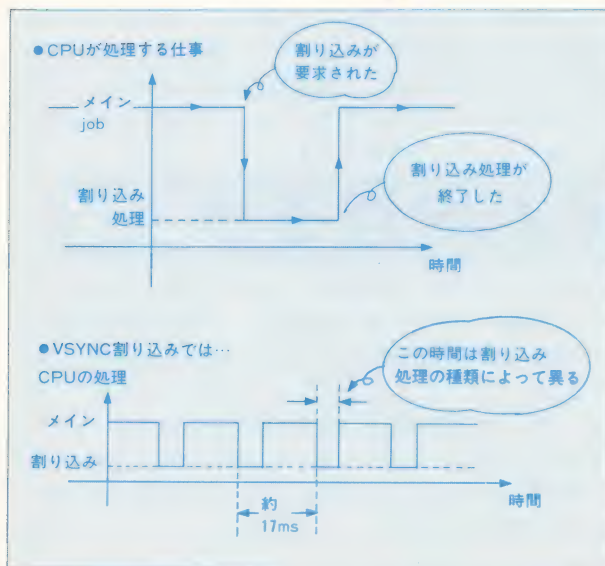 ●CPUが処理する仕事
割り込みが
要求された
メイン
job
割り込み処理が
終了した
割り込み
処理
時間
●VSYNC割り込みでは…
CPUの処理
この時間は割り込み
処理の種類によって異る
メイン
割り込み
時間
約
17ms